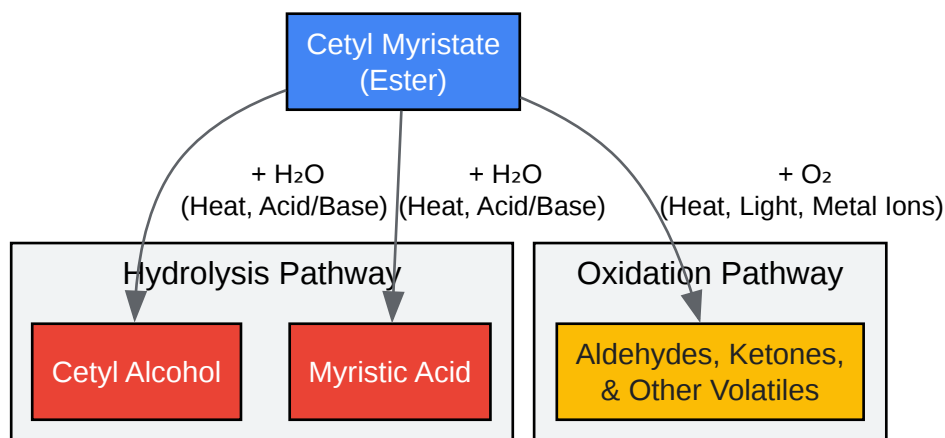 Cetyl Myristate
(Ester)
+ H₂O
(Heat, Acid/Base)
+ H₂O
(Heat, Acid/Base)
+ O₂
(Heat, Light, Metal Ions)
Hydrolysis Pathway
Oxidation Pathway
Cetyl Alcohol
Myristic Acid
Aldehydes, Ketones,
& Other Volatiles